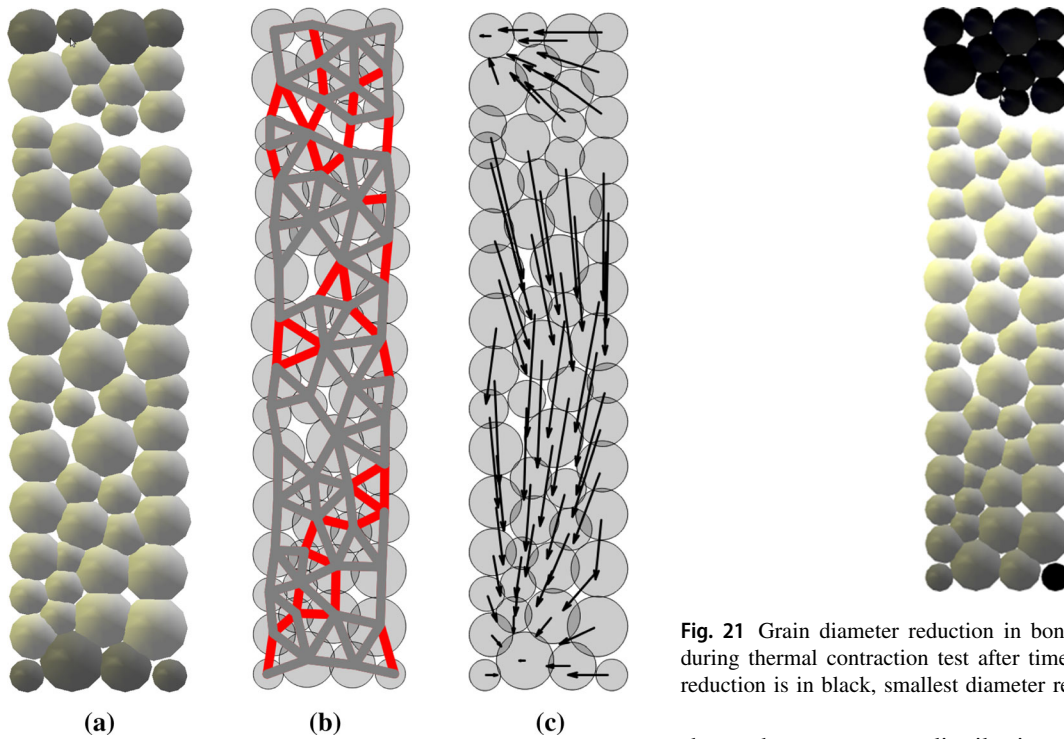 (a)
(b)
(c)
Fig. 21 Grain diameter reduction in bon
during thermal contraction test after time
reduction is in black, smallest diameter re